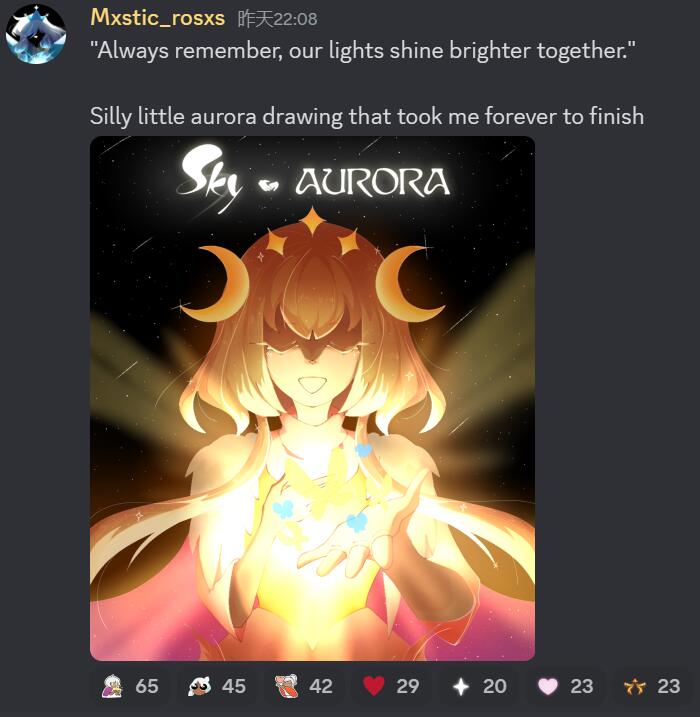 Mxstic_rosxs 昨天22:08
"Always remember, our lights shine brighter together."
Silly little aurora drawing that took me forever to finish
Sky AURORA
65 45 42 29 20 23 23